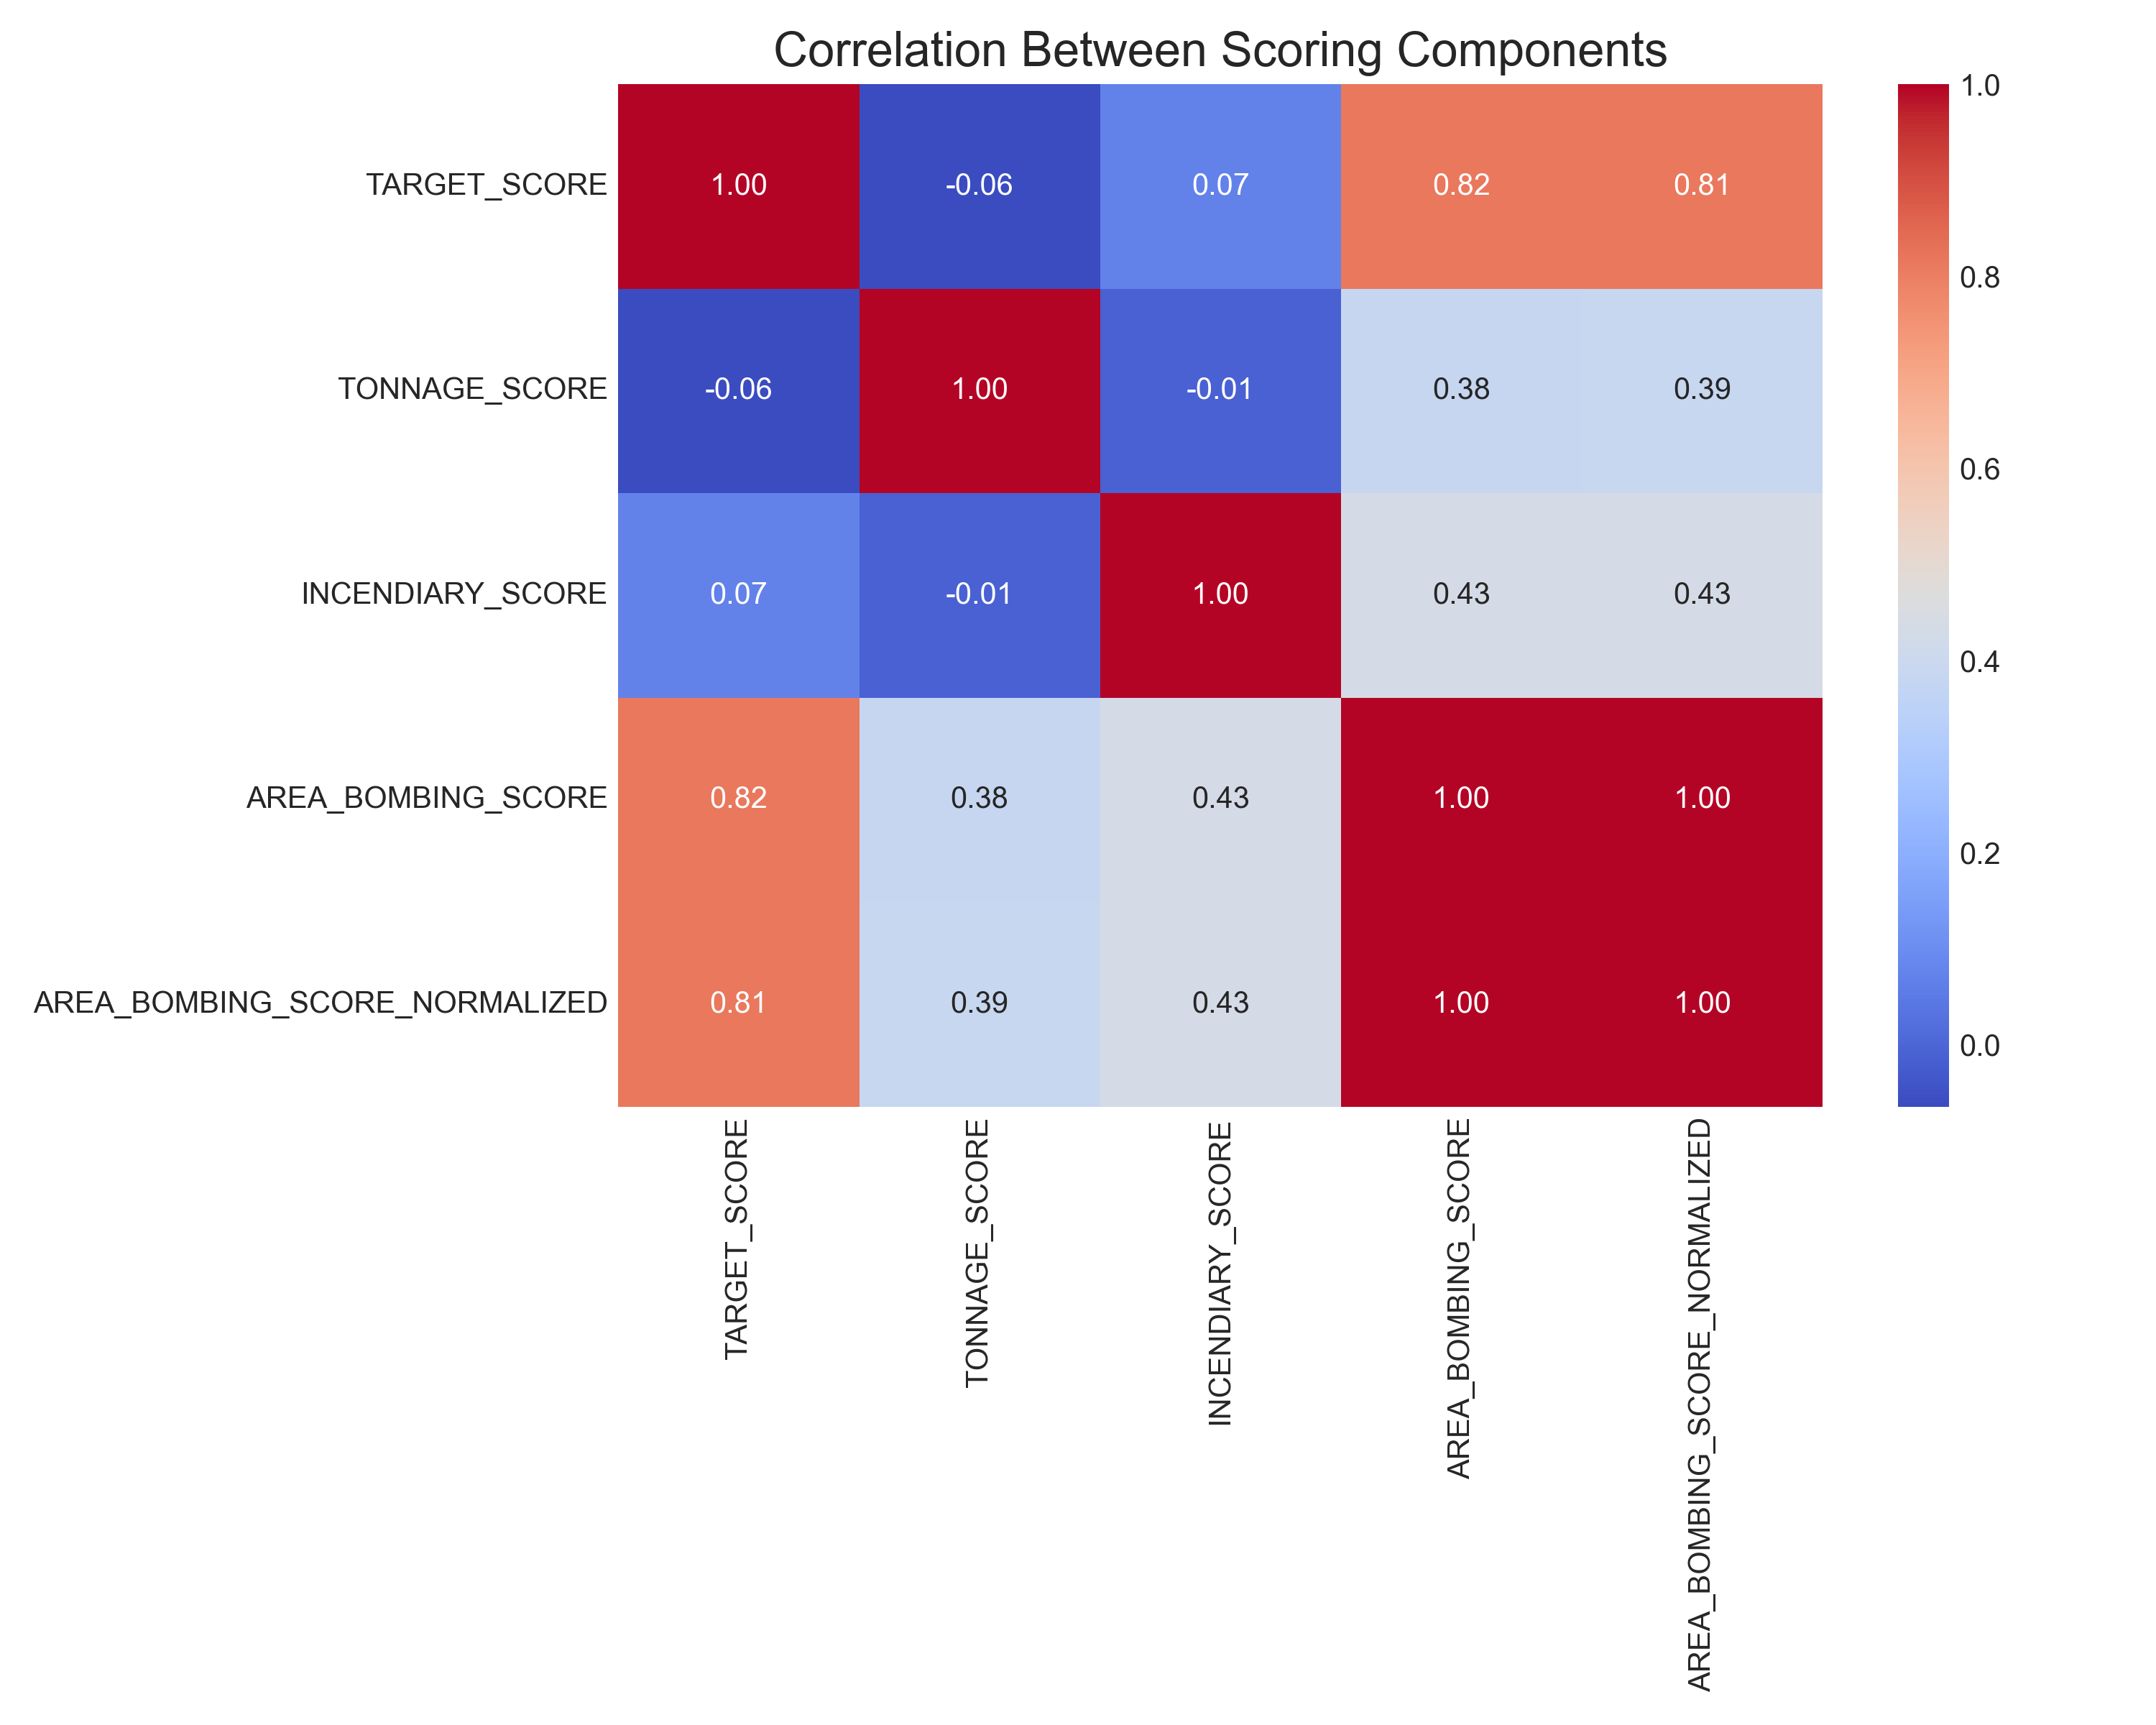 Correlation Between Scoring Components
TARGET_SCORE 1.00 -0.06 0.07 0.82 0.81
TONNAGE_SCORE -0.06 1.00 -0.01 0.38 0.39
INCENDIARY_SCORE 0.07 -0.01 1.00 0.43 0.43
AREA_BOMBING_SCORE 0.82 0.38 0.43 1.00 1.00
AREA_BOMBING_SCORE_NORMALIZED 0.81 0.39 0.43 1.00 1.00
TARGET_SCORE
TONNAGE_SCORE
INCENDIARY_SCORE
AREA_BOMBING_SCORE
AREA_BOMBING_SCORE_NORMALIZED
1.0
0.8
0.6
0.4
0.2
0.0